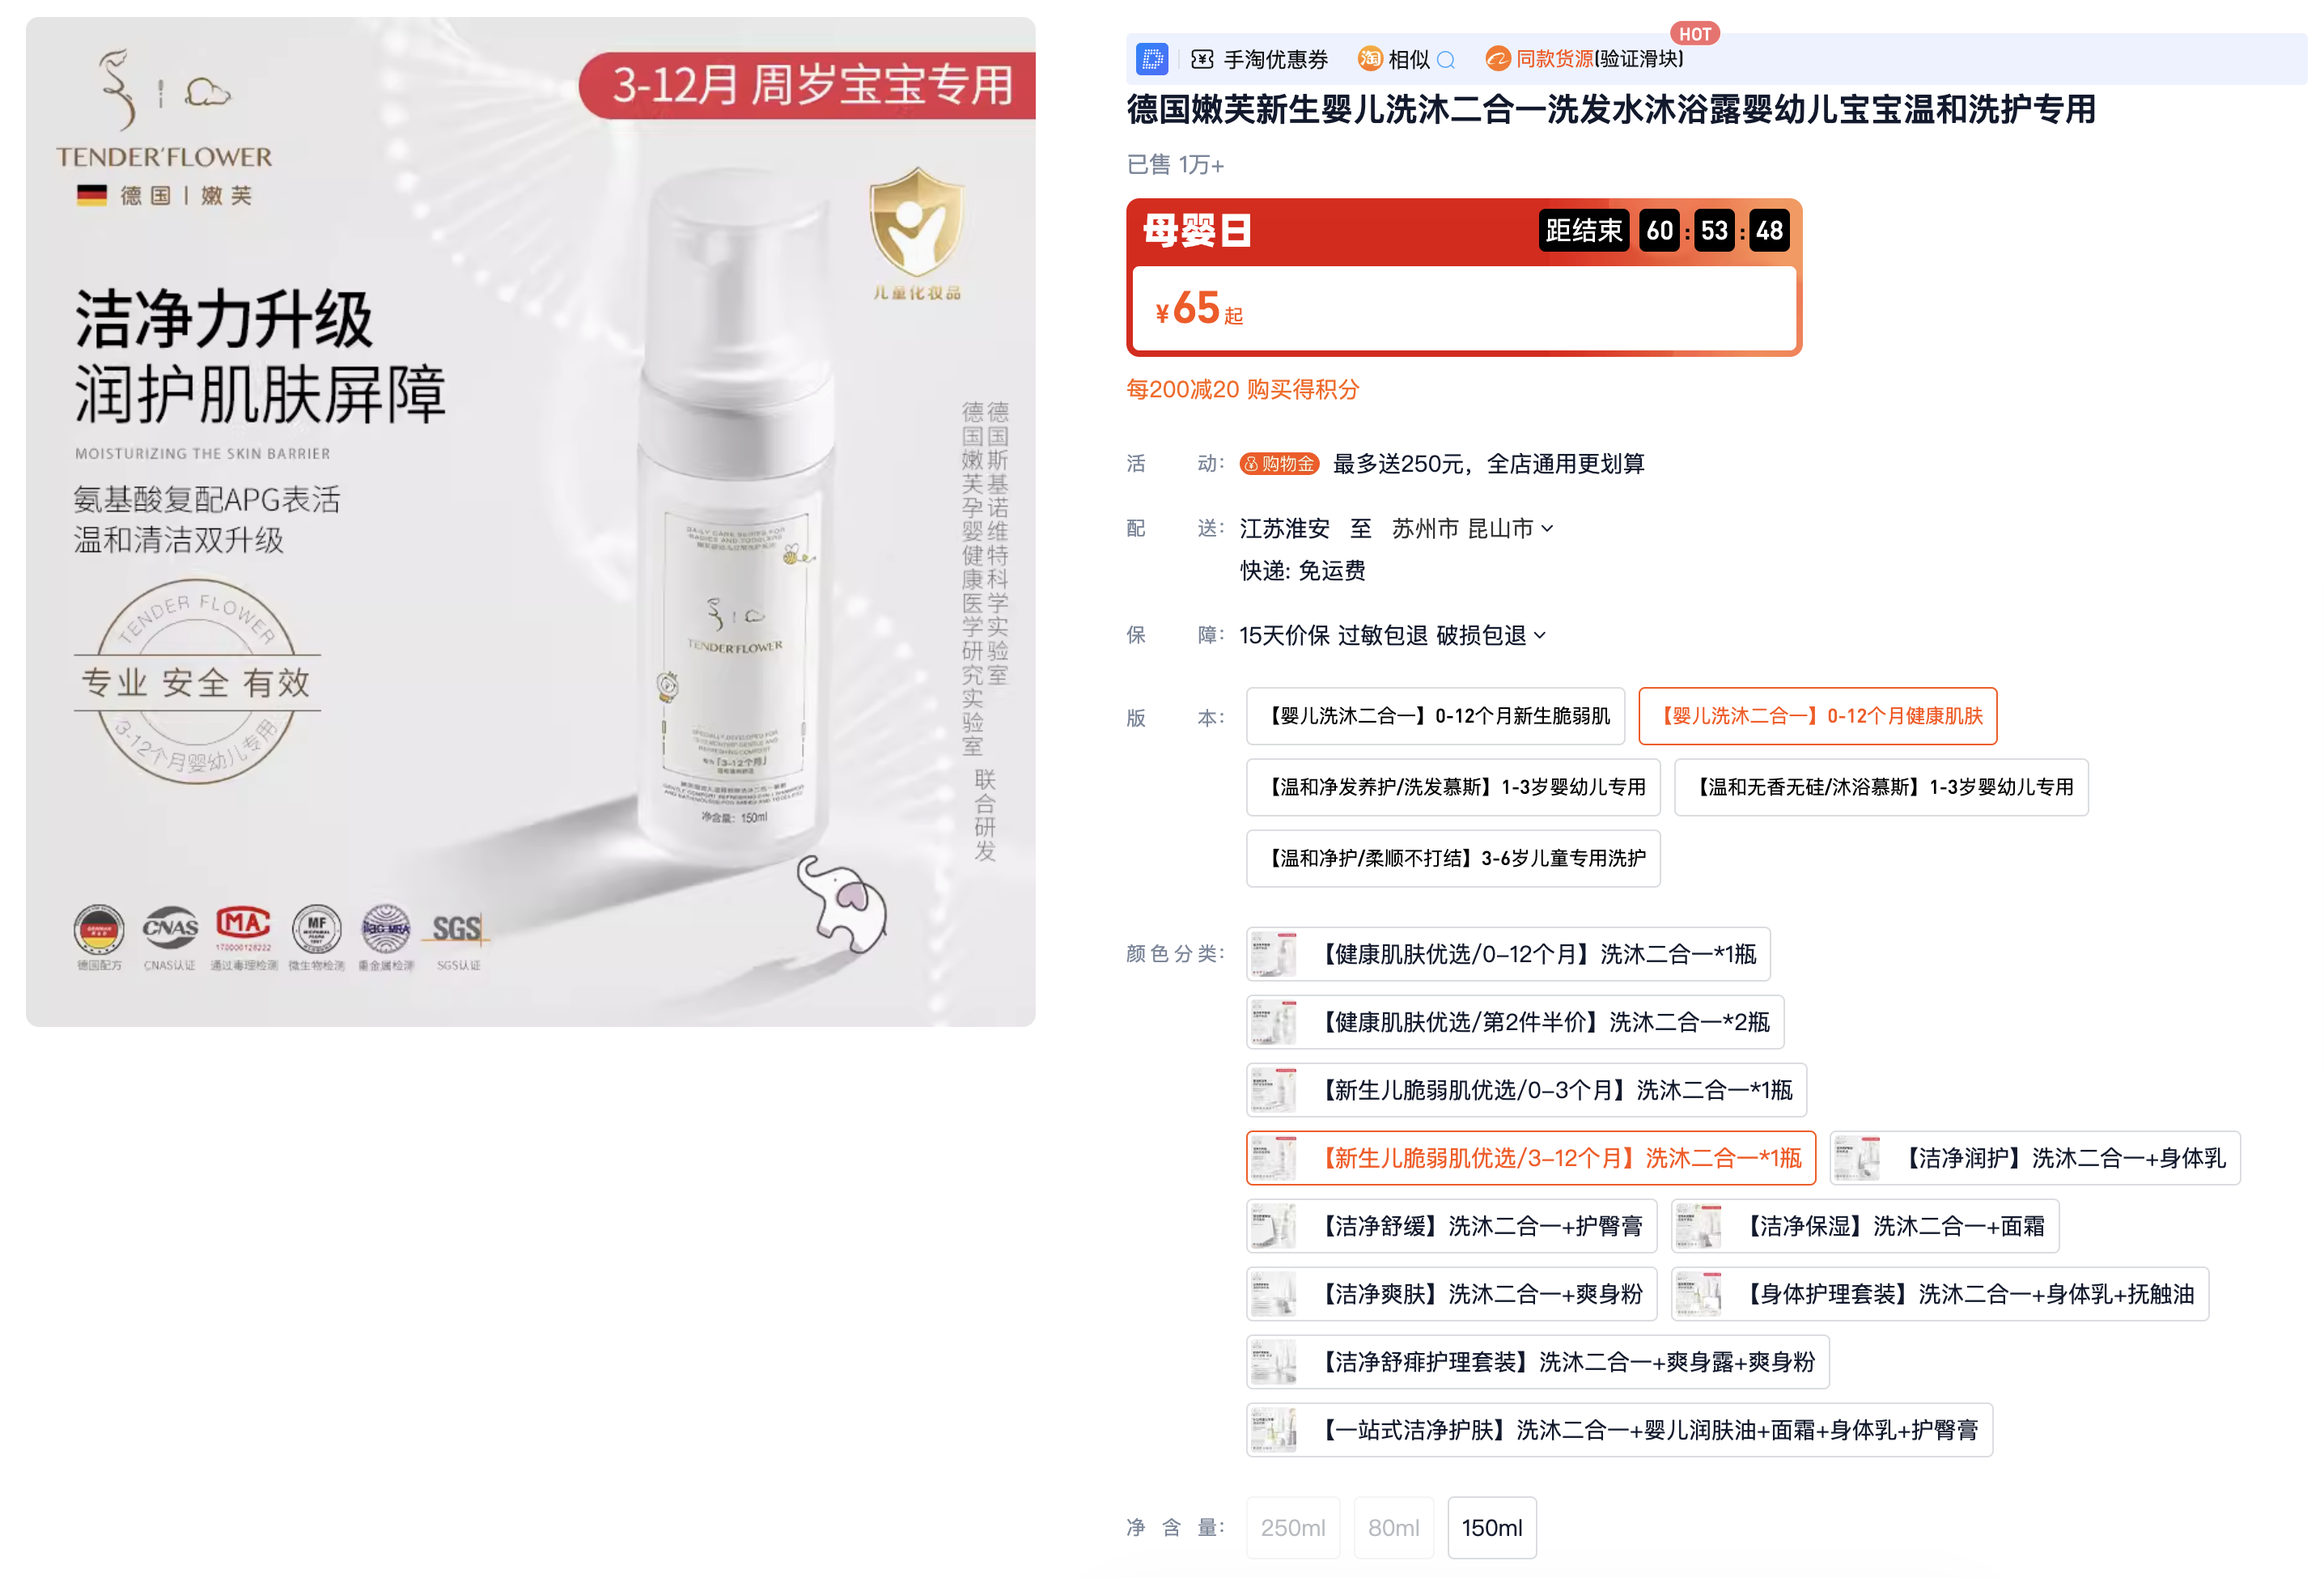 TENDER'FLOWER
德国 | 嫩芙
3-12月 周岁宝宝专用
儿童化妆品
洁净力升级
润护肌肤屏障
MOISTURIZING THE SKIN BARRIER
氨基酸复配APG表活
温和清洁双升级
TENDER FLOWER
专业 安全 有效
3-12个月婴幼儿专用
德国斯基诺维特科学实验室
德国嫩芙孕婴健康医学研究实验室
联合研发
DAILY CARE SERIES FOR
BABIES AND TODDLERS
TENDERFLOWER
SPECIALLY DEVELOPED FOR
专为「3-12个月」
净含量：150ml
CNAS
MA
170000128222
MF
ilac-MRA
SGS
德国配方
CNAS认证
通过毒理检测
微生物检测
重金属检测
SGS认证
手淘优惠券
淘 相似
同款货源(验证滑块)
HOT
德国嫩芙新生婴儿洗沐二合一洗发水沐浴露婴幼儿宝宝温和洗护专用
已售 1万+
母婴日
距结束 60 : 53 : 48
¥65起
每200减20 购买得积分
活动： 购物金 最多送250元，全店通用更划算
配送： 江苏淮安 至 苏州市 昆山市
快递: 免运费
保障： 15天价保 过敏包退 破损包退
版本： 【婴儿洗沐二合一】0-12个月新生脆弱肌 【婴儿洗沐二合一】0-12个月健康肌肤
【温和净发养护/洗发慕斯】1-3岁婴幼儿专用 【温和无香无硅/沐浴慕斯】1-3岁婴幼儿专用
【温和净护/柔顺不打结】3-6岁儿童专用洗护
颜色分类： 【健康肌肤优选/0–12个月】洗沐二合一*1瓶
【健康肌肤优选/第2件半价】洗沐二合一*2瓶
【新生儿脆弱肌优选/0–3个月】洗沐二合一*1瓶
【新生儿脆弱肌优选/3–12个月】洗沐二合一*1瓶 【洁净润护】洗沐二合一+身体乳
【洁净舒缓】洗沐二合一+护臀膏 【洁净保湿】洗沐二合一+面霜
【洁净爽肤】洗沐二合一+爽身粉 【身体护理套装】洗沐二合一+身体乳+抚触油
【洁净舒痱护理套装】洗沐二合一+爽身露+爽身粉
【一站式洁净护肤】洗沐二合一+婴儿润肤油+面霜+身体乳+护臀膏
净含量： 250ml 80ml 150ml